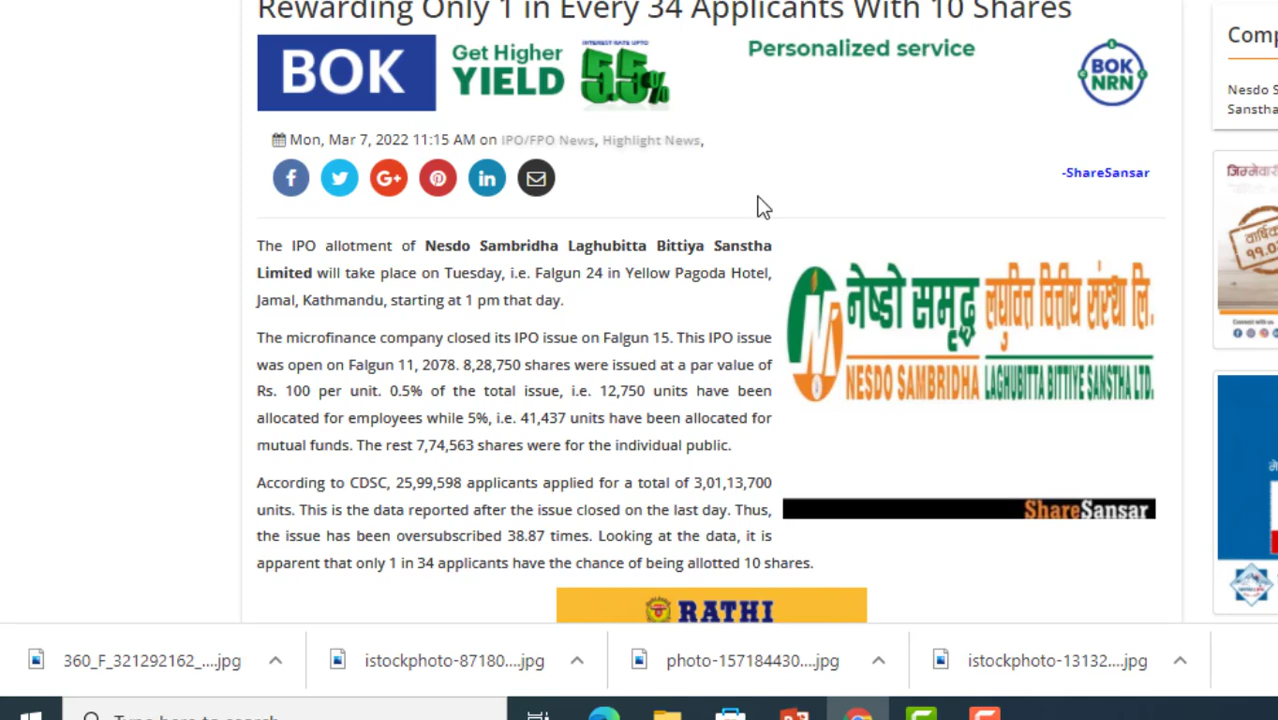 Rewarding Only 1 in Every 34 Applicants With 10 Shares
BOK Get Higher YIELD INTEREST RATE UPTO 5.5% Personalized service BOK NRN
Mon, Mar 7, 2022 11:15 AM on IPO/FPO News, Highlight News,
-ShareSansar
The IPO allotment of Nesdo Sambridha Laghubitta Bittiya Sanstha
Limited will take place on Tuesday, i.e. Falgun 24 in Yellow Pagoda Hotel,
Jamal, Kathmandu, starting at 1 pm that day.
The microfinance company closed its IPO issue on Falgun 15. This IPO issue
was open on Falgun 11, 2078. 8,28,750 shares were issued at a par value of
Rs. 100 per unit. 0.5% of the total issue, i.e. 12,750 units have been
allocated for employees while 5%, i.e. 41,437 units have been allocated for
mutual funds. The rest 7,74,563 shares were for the individual public.
According to CDSC, 25,99,598 applicants applied for a total of 3,01,13,700
units. This is the data reported after the issue closed on the last day. Thus,
the issue has been oversubscribed 38.87 times. Looking at the data, it is
apparent that only 1 in 34 applicants have the chance of being allotted 10 shares.
नेष्डो समृद्ध लघुवित्त वित्तीय संस्था लि.
NESDO SAMBRIDHA LAGHUBITTA BITTIYE SANSTHA LTD.
ShareSansar
RATHI
Nesdo S
Sanstha
360_F_321292162_....jpg
istockphoto-87180....jpg
photo-157184430....jpg
istockphoto-13132....jpg
Type here to search